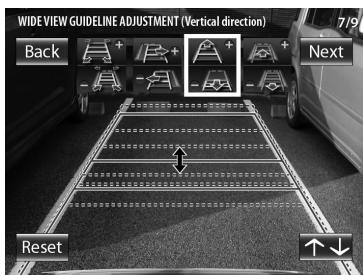 WIDE VIEW GUIDELINE ADJUSTMENT (Vertical direction) 7/9
Back Next
Reset